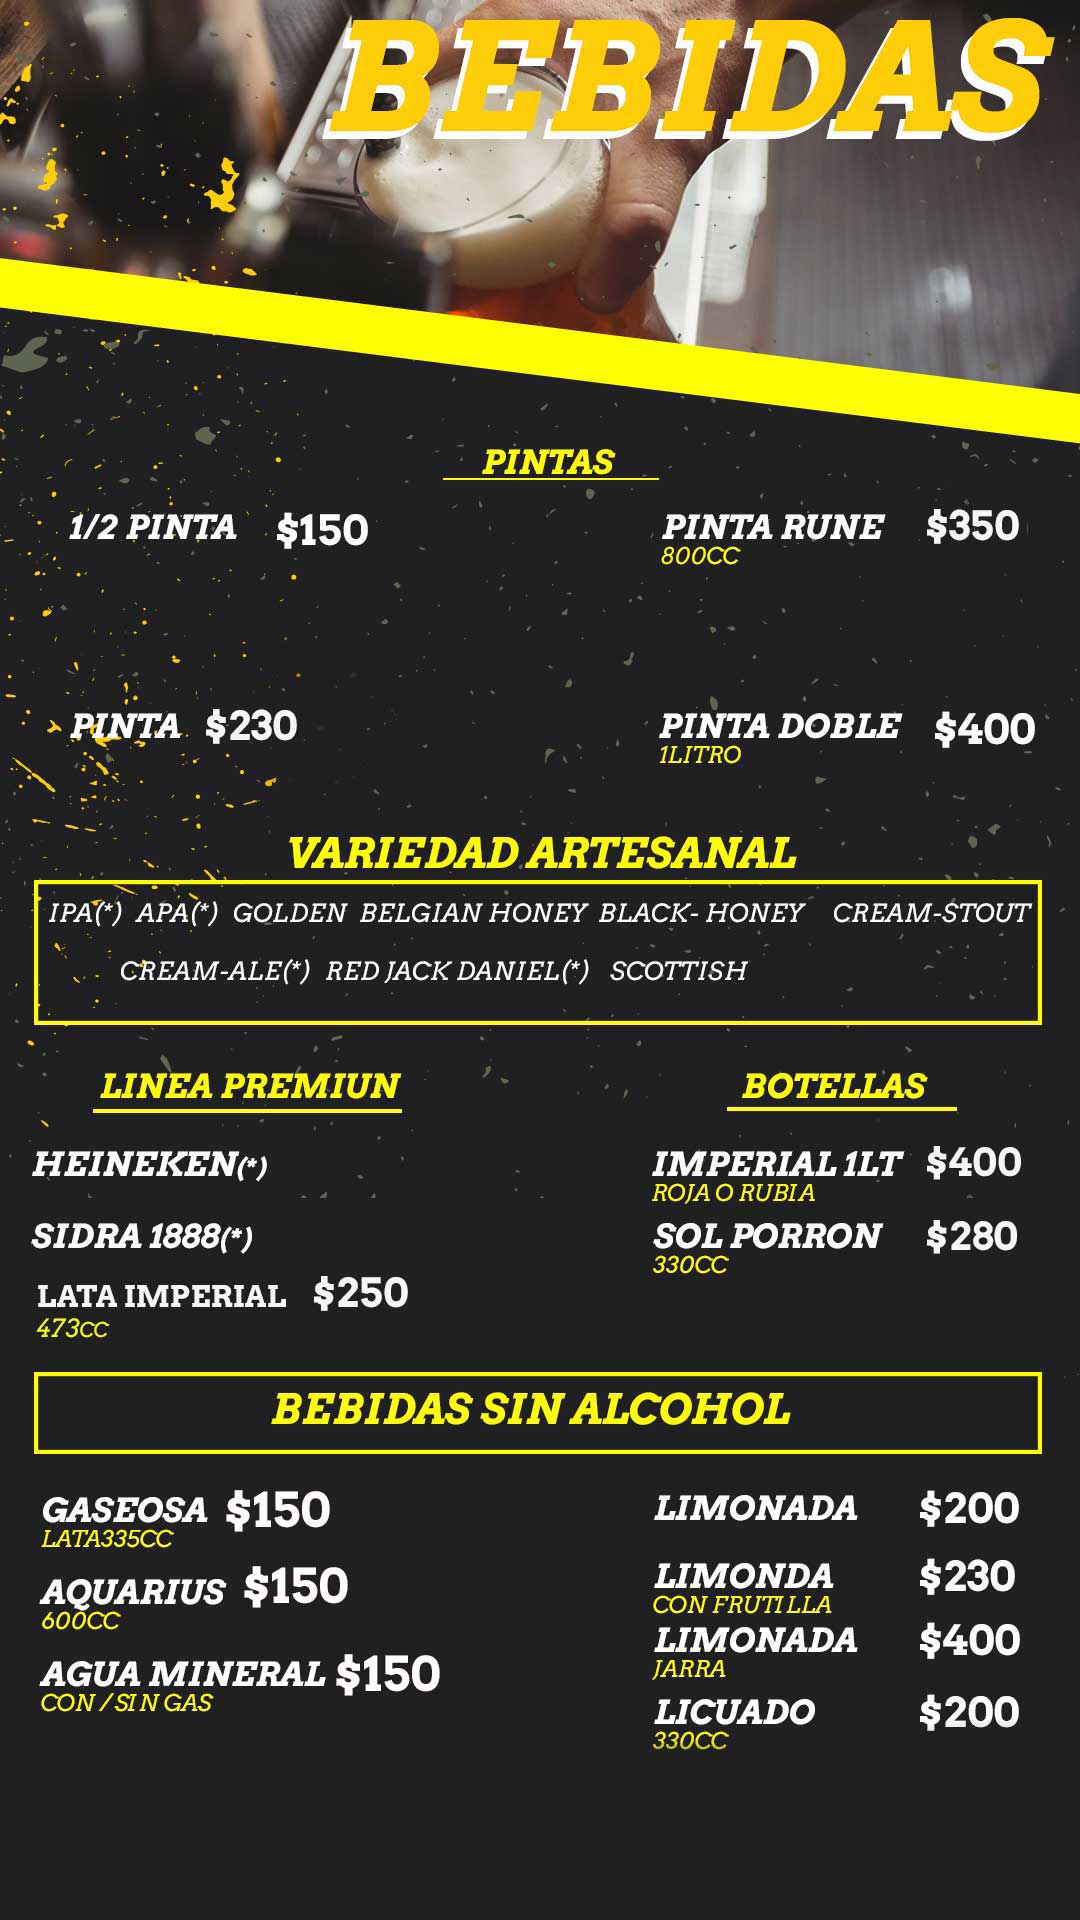 BEBIDAS
PINTAS
1/2 PINTA $150
PINTA RUNE $350
800CC
PINTA $230
PINTA DOBLE $400
1LITRO
VARIEDAD ARTESANAL
IPA(*) APA(*) GOLDEN BELGIAN HONEY BLACK- HONEY CREAM-STOUT
CREAM-ALE(*) RED JACK DANIEL(*) SCOTTISH
LINEA PREMIUN
HEINEKEN(*)
SIDRA 1888(*)
LATA IMPERIAL $250
473CC
BOTELLAS
IMPERIAL 1LT $400
ROJA O RUBIA
SOL PORRON $280
330CC
BEBIDAS SIN ALCOHOL
GASEOSA $150
LATA335CC
AQUARIUS $150
600CC
AGUA MINERAL $150
CON / SIN GAS
LIMONADA $200
LIMONDA $230
CON FRUTILLA
LIMONADA $400
JARRA
LICUADO $200
330CC